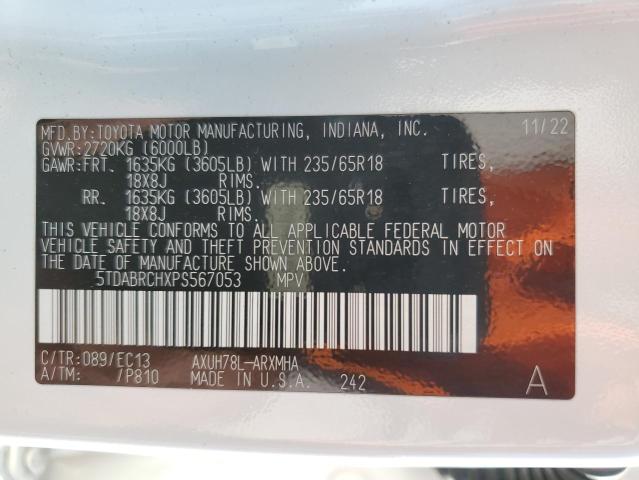 MFD.BY:TOYOTA MOTOR MANUFACTURING, INDIANA, INC. 11/22
GVWR:2720KG (6000LB)
GAWR:FRT. 1635KG (3605LB) WITH 235/65R18 TIRES,
18X8J RIMS.
RR. 1635KG (3605LB) WITH 235/65R18 TIRES,
18X8J RIMS.
THIS VEHICLE CONFORMS TO ALL APPLICABLE FEDERAL MOTOR
VEHICLE SAFETY AND THEFT PREVENTION STANDARDS IN EFFECT ON
THE DATE OF MANUFACTURE SHOWN ABOVE.
5TDABRCHXPS567053 MPV
C/TR:089/EC13 AXUH78L-ARXMHA
A/TM: /P810 MADE IN U.S.A. 242 A